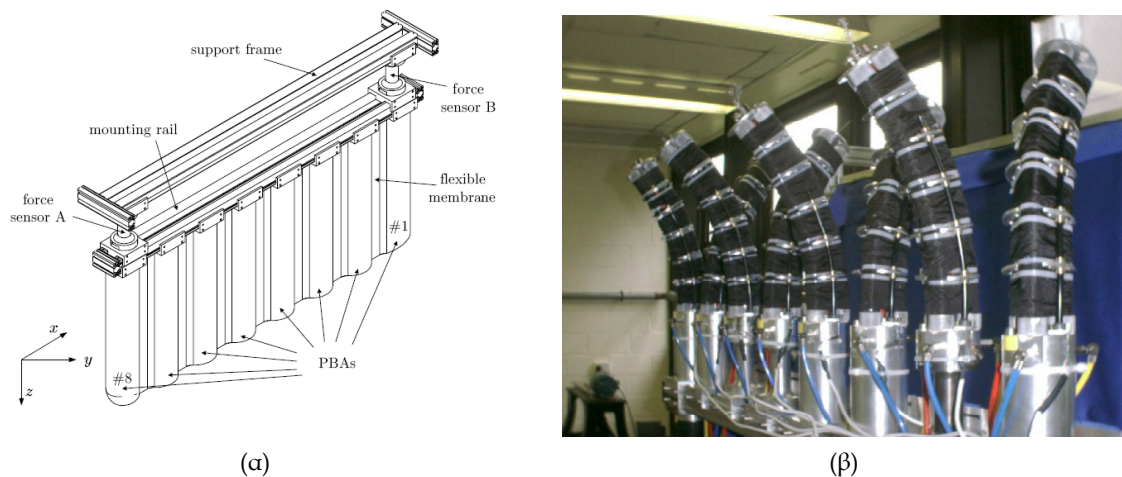 support frame
force
sensor B
mounting rail
flexible
membrane
force
sensor A
#1
x
y
z
#8
PBAs
(α)
(β)